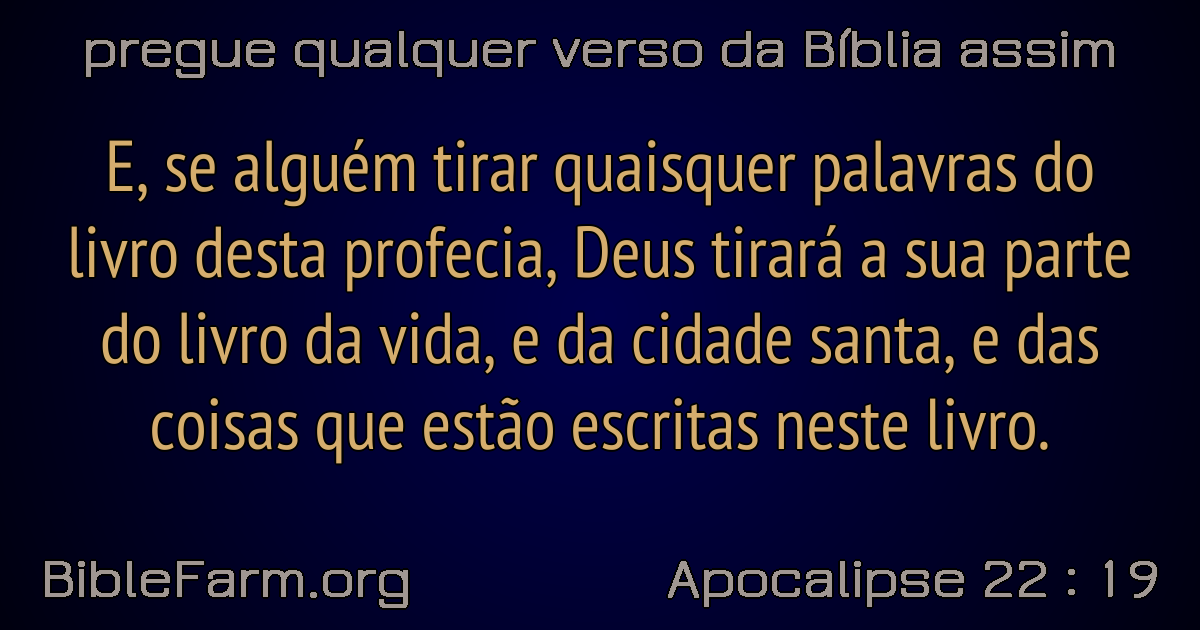 pregue qualquer verso da Bíblia assim
E, se alguém tirar quaisquer palavras do
livro desta profecia, Deus tirará a sua parte
do livro da vida, e da cidade santa, e das
coisas que estão escritas neste livro.
BibleFarm.org
Apocalipse 22 : 19